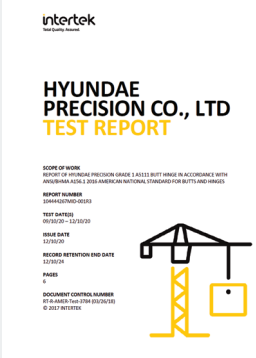 intertek
Total Quality. Assured.
HYUNDAE
PRECISION CO., LTD
TEST REPORT
SCOPE OF WORK
REPORT OF HYUNDAE PRECISION GRADE 1 A5111 BUTT HINGE IN ACCORDANCE WITH
ANSI/BHMA A156.1 2016 AMERICAN NATIONAL STANDARD FOR BUTTS AND HINGES
REPORT NUMBER
104444267MID-001R3
TEST DATE(S)
09/10/20 – 12/10/20
ISSUE DATE
12/10/20
RECORD RETENTION END DATE
12/10/24
PAGES
6
DOCUMENT CONTROL NUMBER
RT-R-AMER-Test-3784 (03/26/18)
© 2017 INTERTEK